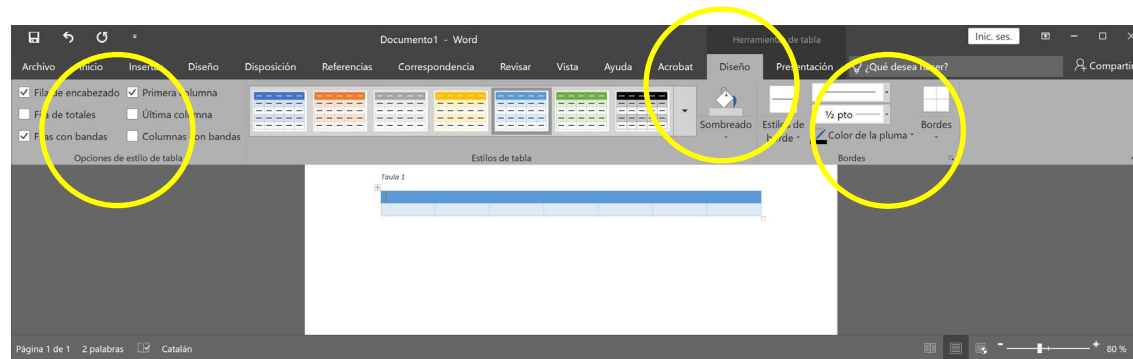 Documento1 - Word
Herramientas de tabla
Inic. ses.
Archivo Inicio Insertar Diseño Disposición Referencias Correspondencia Revisar Vista Ayuda Acrobat Diseño Presentación ¿Qué desea hacer? Compartir
Fila de encabezado Primera columna
Fila de totales Última columna
Filas con bandas Columnas con bandas
Opciones de estilo de tabla
Estilos de tabla
Sombreado
Estilos de
borde
½ pto
Color de la pluma
Bordes
Bordes
Taula 1
Página 1 de 1 2 palabras Catalán 80 %